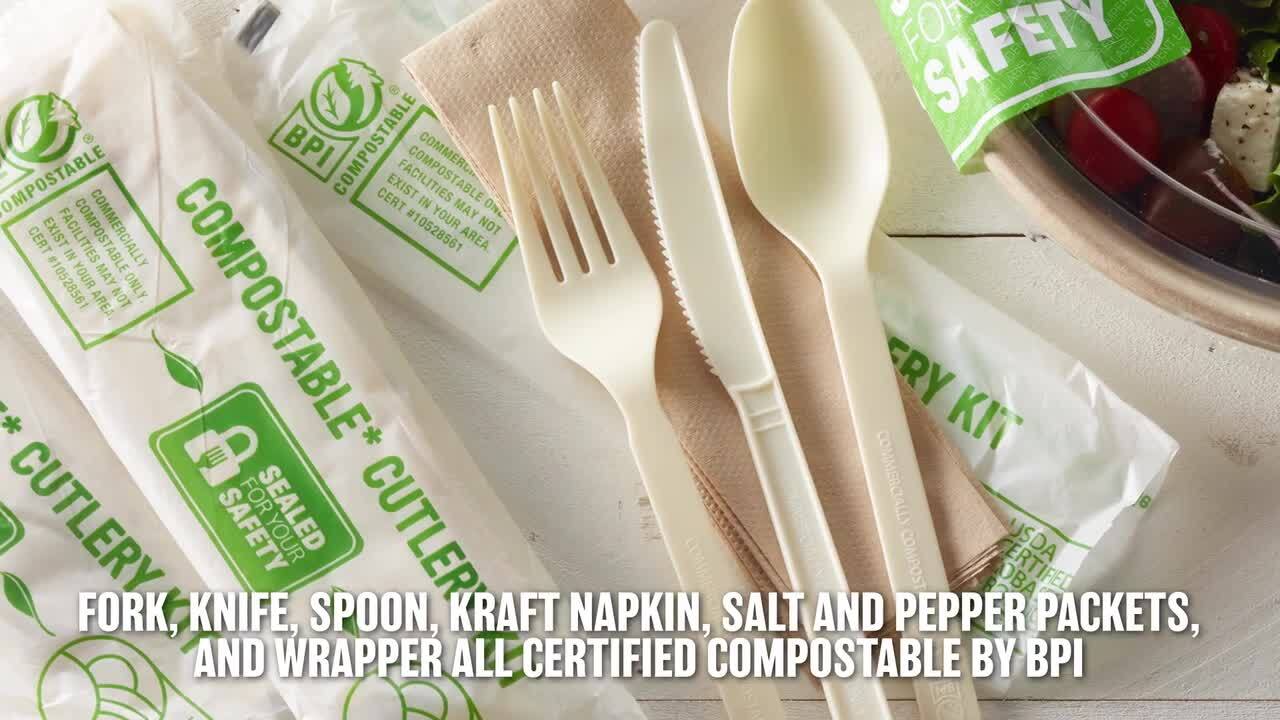 BPI®
COMPOSTABLE
COMMERCIALLY
COMPOSTABLE ONLY.
FACILITIES MAY NOT
EXIST IN YOUR AREA.
CERT #10528561
COMPOSTABLE* CUTLERY
SEALED
FOR YOUR
SAFETY
* CUTLERY K
COMPOSTABLE
COMMERCIALLY
COMPOSTABLE ONLY.
FACILITIES MAY NOT
EXIST IN YOUR AREA.
CERT #10528561
FOR
SAFETY
ERY KIT
USDA
CERTIFIED
COMMERCIALLY COMPOST
FORK, KNIFE, SPOON, KRAFT NAPKIN, SALT AND PEPPER PACKETS,
AND WRAPPER ALL CERTIFIED COMPOSTABLE BY BPI